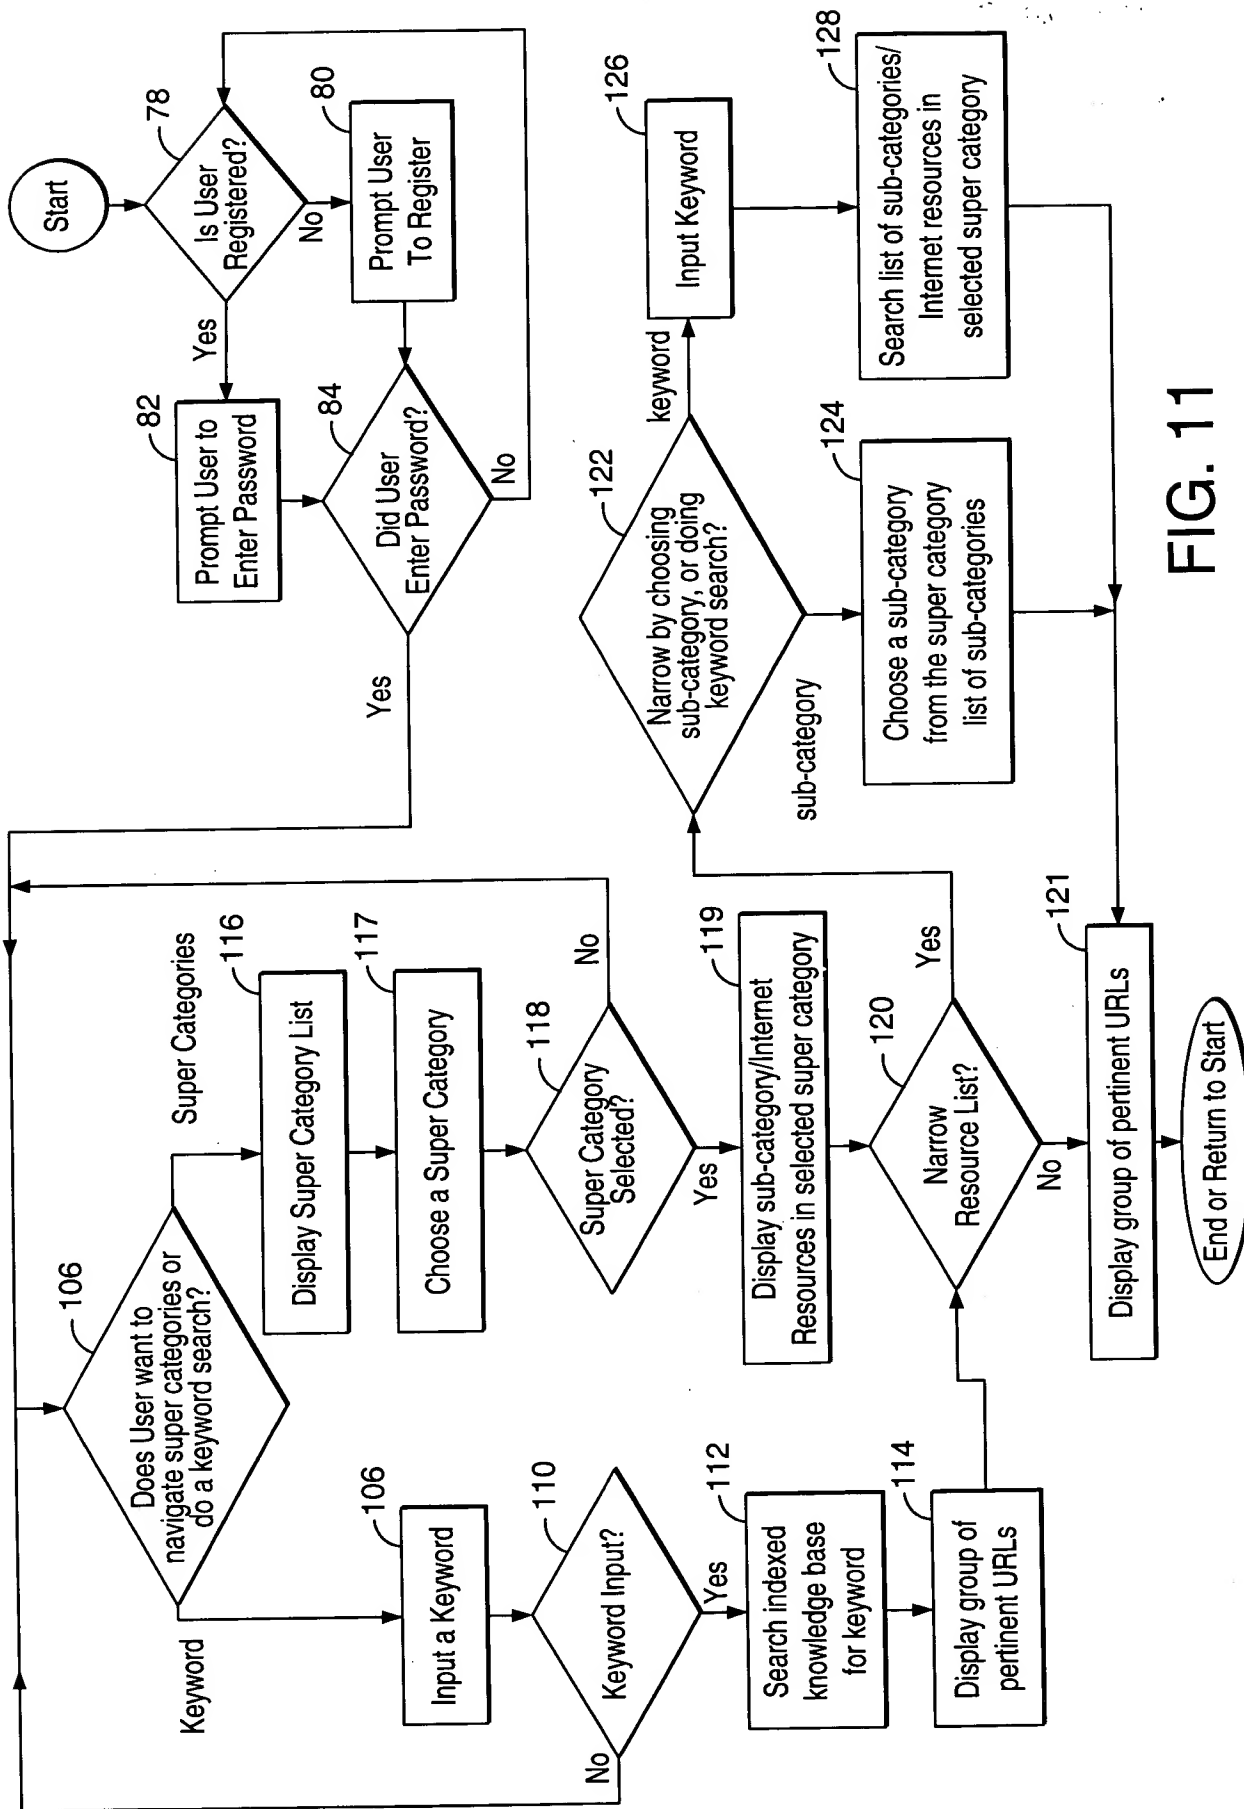 Start
78
Is User
Registered?
Yes
No
80
Prompt User
To Register
82
Prompt User to
Enter Password
84
Did User
Enter Password?
No
Yes
106
Does User want to
navigate super categories or
do a keyword search?
Super Categories
116
Display Super Category List
117
Choose a Super Category
118
Super Category
Selected?
No
Yes
119
Display sub-category/Internet
Resources in selected super category
120
Narrow
Resource List?
Yes
No
Keyword
106
Input a Keyword
110
Keyword Input?
No
Yes
112
Search indexed
knowledge base
for keyword
114
Display group of
pertinent URLs
122
Narrow by choosing
sub-category, or doing
keyword search?
keyword
sub-category
126
Input Keyword
128
Search list of sub-categories/
Internet resources in
selected super category
124
Choose a sub-category
from the super category
list of sub-categories
121
Display group of pertinent URLs
End or Return to Start
FIG. 11